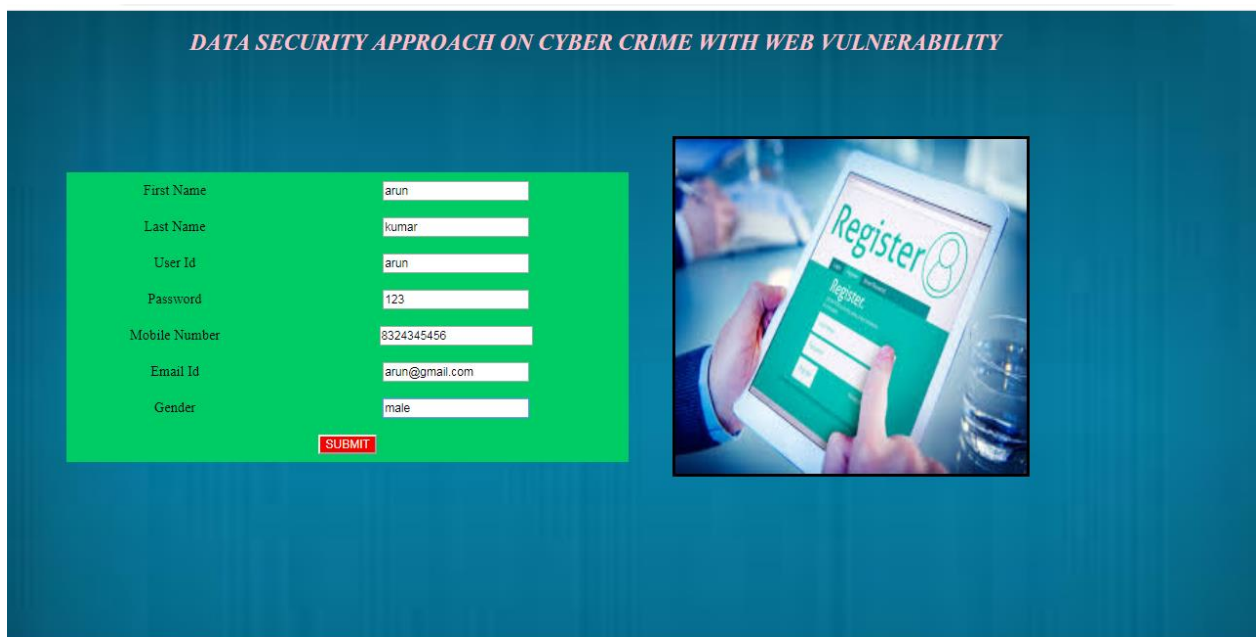 DATA SECURITY APPROACH ON CYBER CRIME WITH WEB VULNERABILITY
First Name arun
Last Name kumar
User Id arun
Password 123
Mobile Number 8324345456
Email Id arun@gmail.com
Gender male
SUBMIT
Register
Register